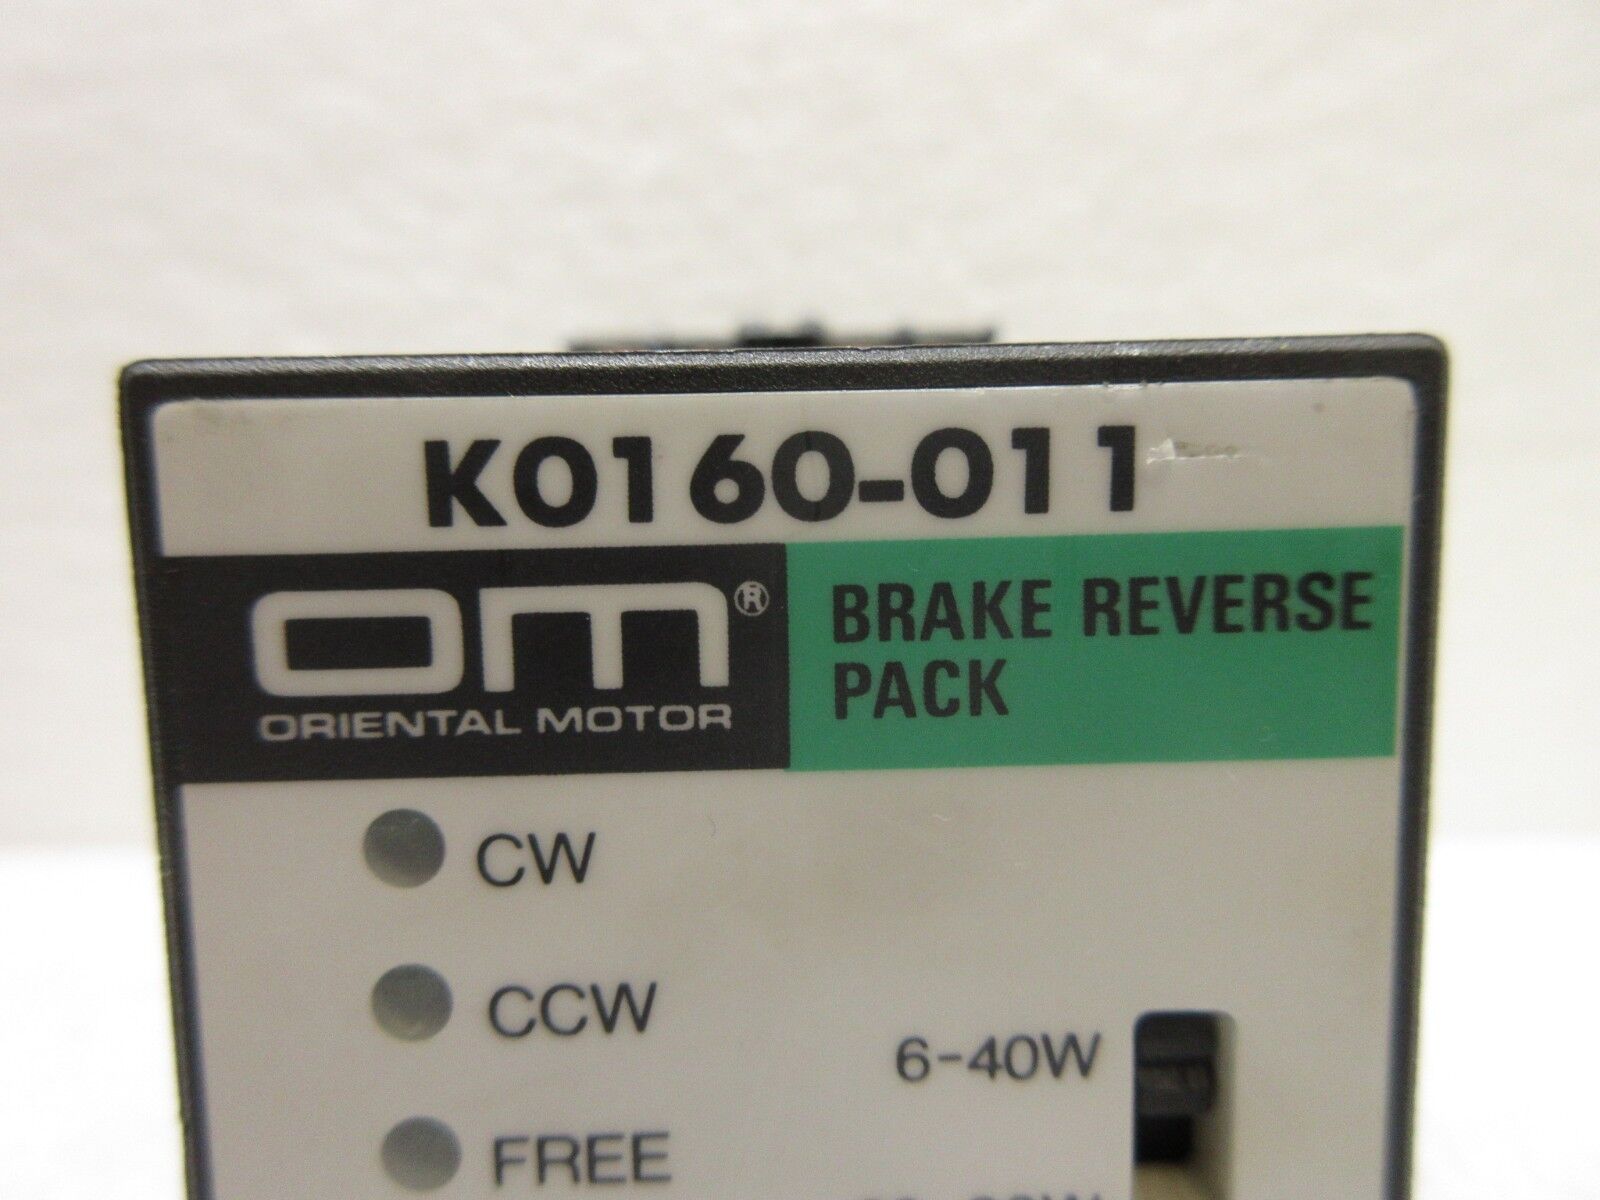 K0160-011
om®
ORIENTAL MOTOR
BRAKE REVERSE
PACK
CW
CCW
6-40W
FREE